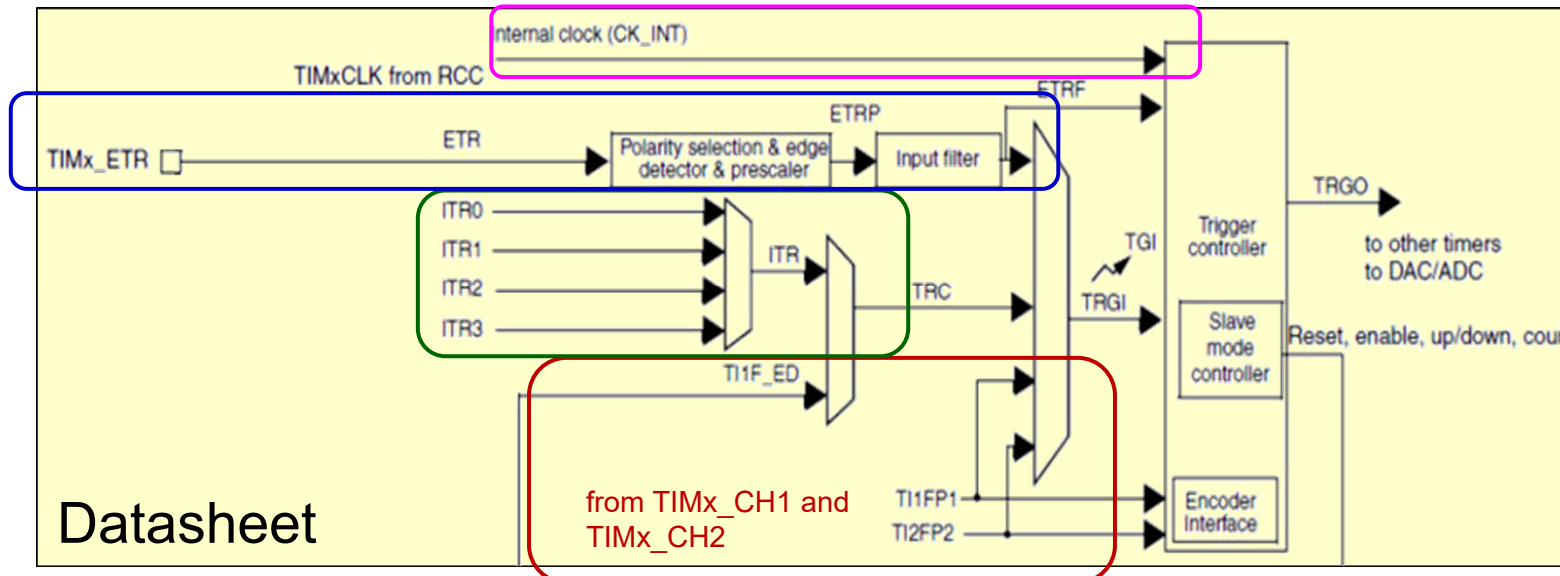 Internal clock (CK_INT)
TIMxCLK from RCC
ETRF
ETRP
ETR
TIMx_ETR
Polarity selection & edge
detector & prescaler
Input filter
TRGO
ITR0
ITR1
ITR2
ITR3
ITR
TGI
Trigger
controller
to other timers
to DAC/ADC
TRC
TRGI
Slave
mode
controller
Reset, enable, up/down, cou
TI1F_ED
from TIMx_CH1 and
TIMx_CH2
TI1FP1
TI2FP2
Encoder
Interface
Datasheet